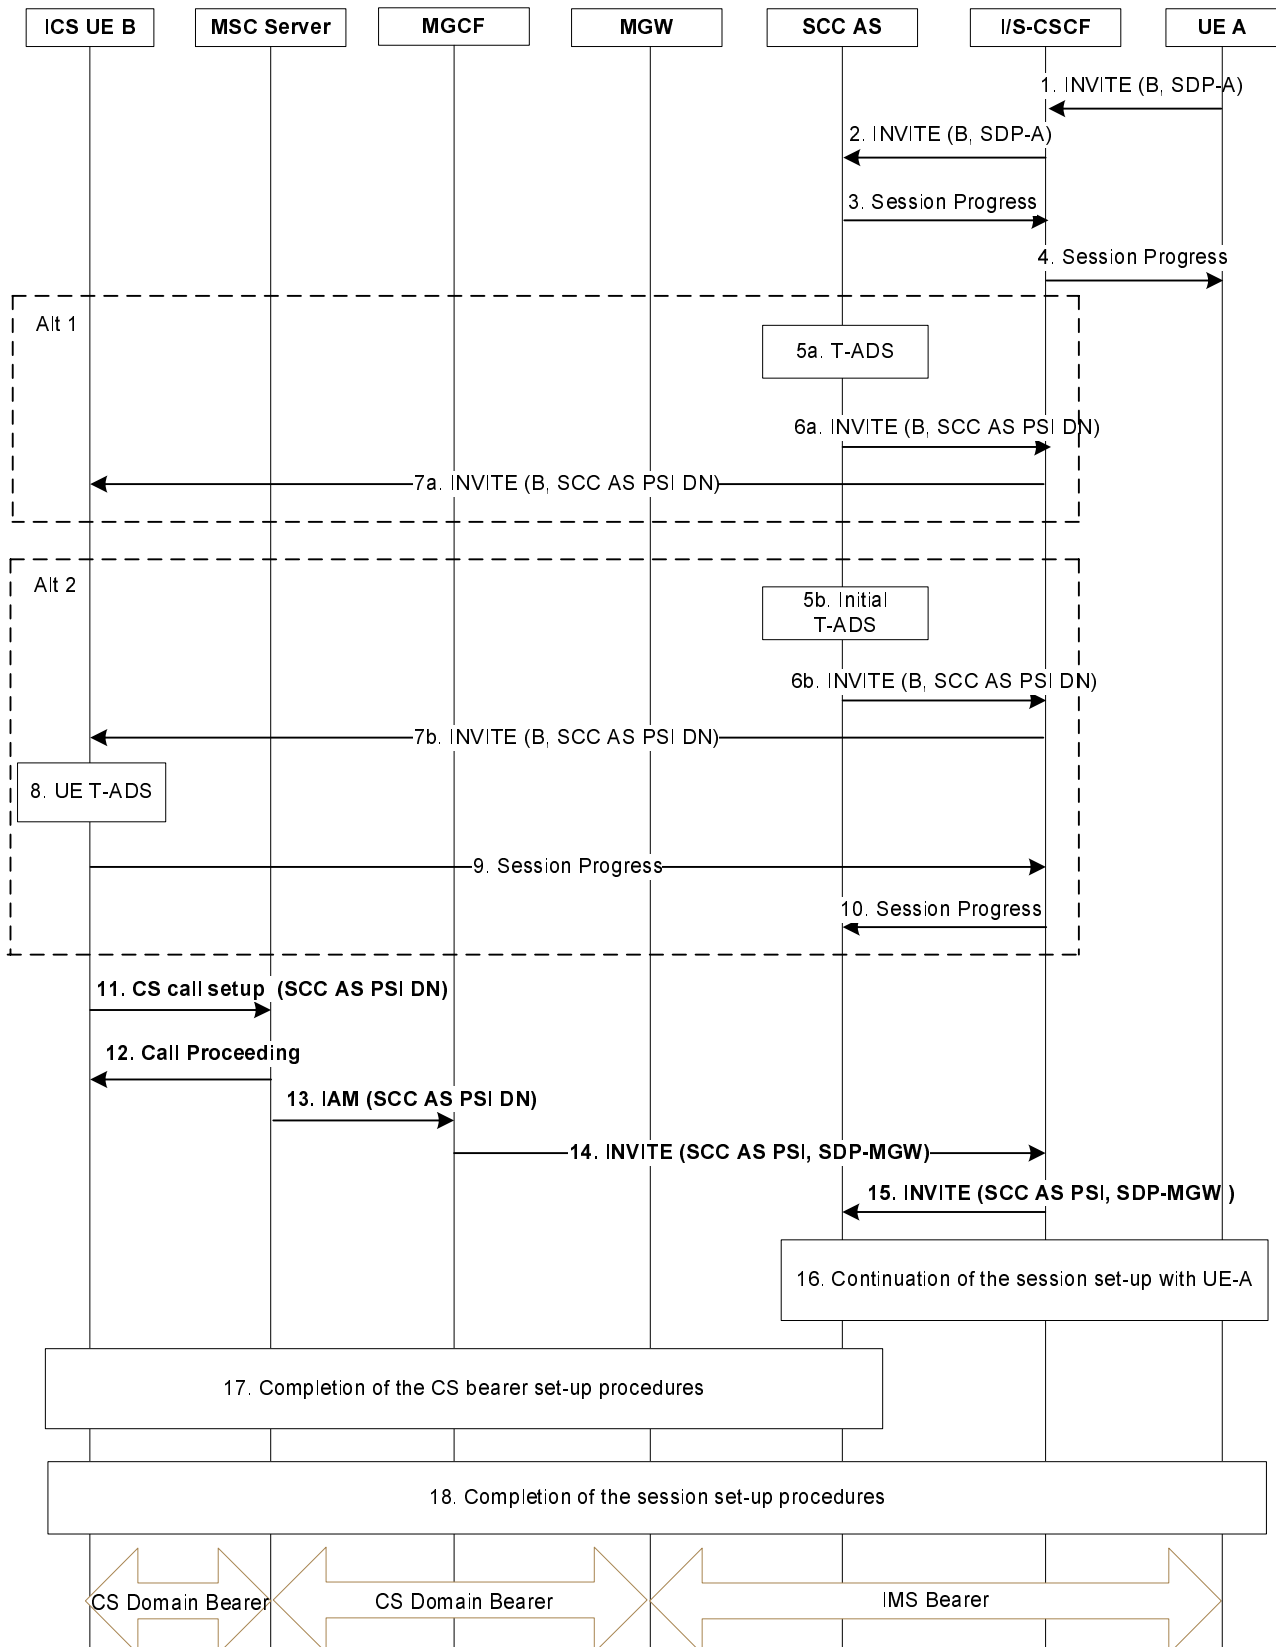 ICS UE B
MSC Server
MGCF
MGW
SCC AS
I/S-CSCF
UE A
1. INVITE (B, SDP-A)
2. INVITE (B, SDP-A)
3. Session Progress
4. Session Progress
Alt 1
5a. T-ADS
6a. INVITE (B, SCC AS PSI DN)
7a. INVITE (B, SCC AS PSI DN)
Alt 2
5b. Initial
T-ADS
6b. INVITE (B, SCC AS PSI DN)
7b. INVITE (B, SCC AS PSI DN)
8. UE T-ADS
9. Session Progress
10. Session Progress
11. CS call setup (SCC AS PSI DN)
12. Call Proceeding
13. IAM (SCC AS PSI DN)
14. INVITE (SCC AS PSI, SDP-MGW)
15. INVITE (SCC AS PSI, SDP-MGW )
16. Continuation of the session set-up with UE-A
17. Completion of the CS bearer set-up procedures
18. Completion of the session set-up procedures
CS Domain Bearer
CS Domain Bearer
IMS Bearer